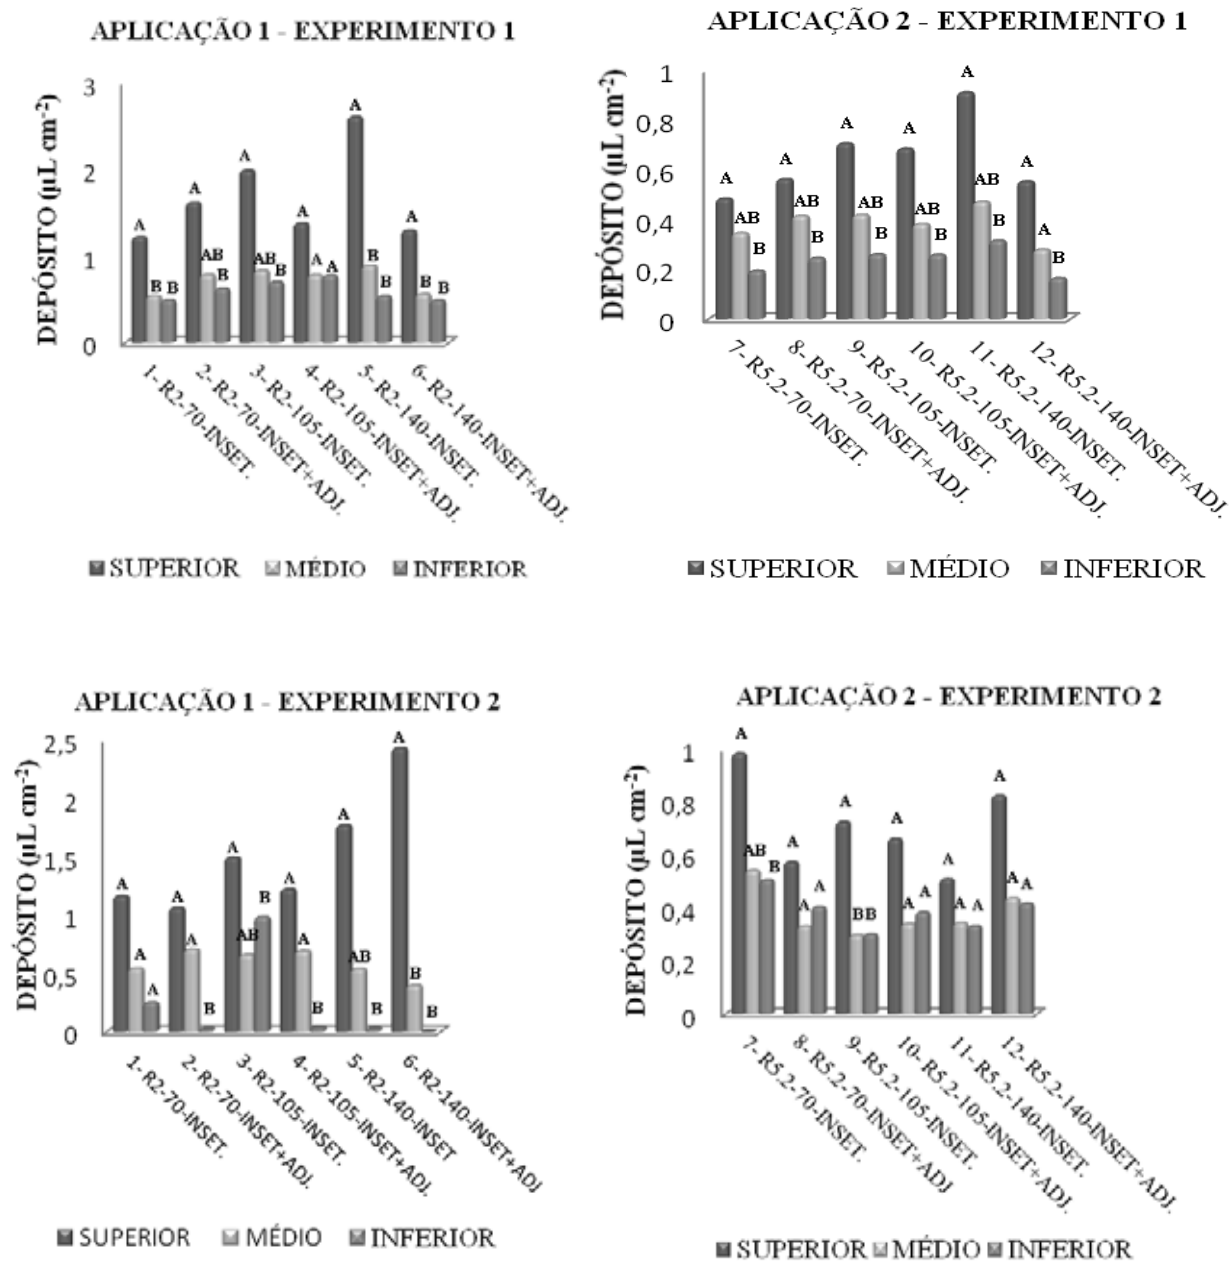 APLICAÇÃO 1 - EXPERIMENTO 1
DEPÓSITO (µL cm-2)
3
2
1
0
A
B
B
A
AB
B
A
AB
B
A
A
A
A
B
B
A
B
B
1- R2-70-INSET.
2- R2-70-INSET+ADJ.
3- R2-105-INSET.
4- R2-105-INSET+ADJ.
5- R2-140-INSET.
6- R2-140-INSET+ADJ.
SUPERIOR MÉDIO INFERIOR
APLICAÇÃO 2 - EXPERIMENTO 1
DEPÓSITO (µL cm-2)
1
0,8
0,6
0,4
0,2
0
A
AB
B
A
AB
B
A
AB
B
A
AB
B
A
AB
B
A
A
B
7- R5.2-70-INSET.
8- R5.2-70-INSET+ADJ.
9- R5.2-105-INSET.
10- R5.2-105-INSET+ADJ.
11- R5.2-140-INSET.
12- R5.2-140-INSET+ADJ.
SUPERIOR MÉDIO INFERIOR
APLICAÇÃO 1 - EXPERIMENTO 2
DEPÓSITO (µL cm-2)
2,5
2
1,5
1
0,5
0
A
A
A
A
A
B
A
AB
B
A
A
B
A
AB
B
A
B
B
1- R2-70-INSET.
2- R2-70-INSET+ADJ.
3- R2-105-INSET.
4- R2-105-INSET+ADJ.
5- R2-140-INSET
6- R2-140-INSET+ADJ
SUPERIOR MÉDIO INFERIOR
APLICAÇÃO 2 - EXPERIMENTO 2
DEPÓSITO (µL cm-2)
1
0,8
0,6
0,4
0,2
0
A
AB
B
A
A
A
A
B
B
A
A
A
A
A
A
A
A
A
7- R5.2-70-INSET.
8- R5.2-70-INSET+ADJ
9- R5.2-105-INSET.
10- R5.2-105-INSET+ADJ.
11- R5.2-140-INSET.
12- R5.2-140-INSET+ADJ.
SUPERIOR MÉDIO INFERIOR